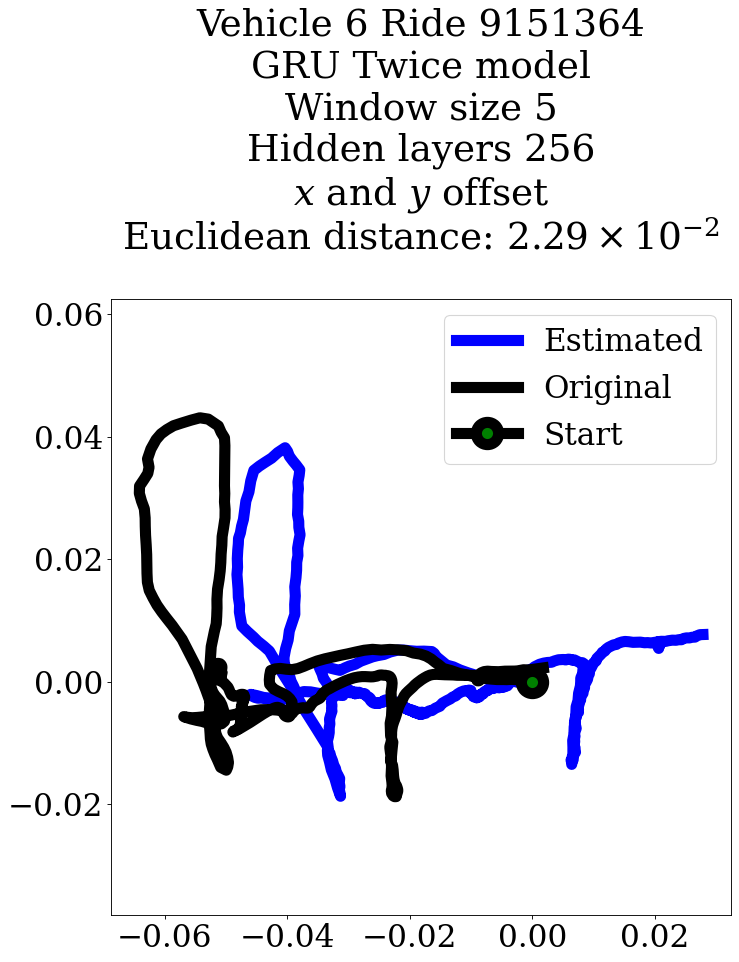 Vehicle 6 Ride 9151364
GRU Twice model
Window size 5
Hidden layers 256
x and y offset
Euclidean distance: 2.29 × 10⁻²
0.06
Estimated
Original
Start
0.04
0.02
0.00
−0.02
−0.06 −0.04 −0.02 0.00 0.02